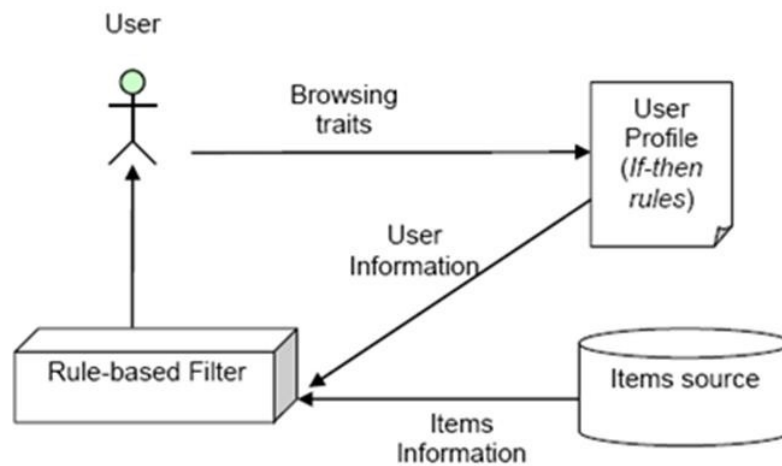 User
Browsing
traits
User
Profile
(If-then
rules)
User
Information
Rule-based Filter
Items source
Items
Information